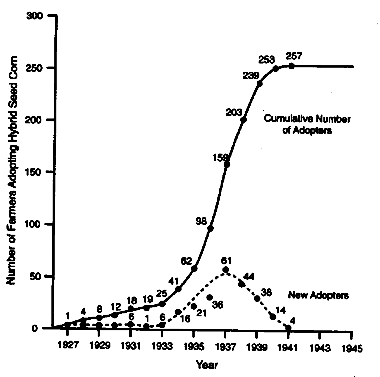 Number of Farmers Adopting Hybrid Seed Corn
300
250
200
150
100
50
0
1 4 8 12 18 19 25 41 62 98 159 203 239 253 257
Cumulative Number
of Adopters
6 1 6 16 21 36 61 44 38 14 4
New Adopters
1927 1929 1931 1933 1935 1937 1939 1941 1943 1945
Year